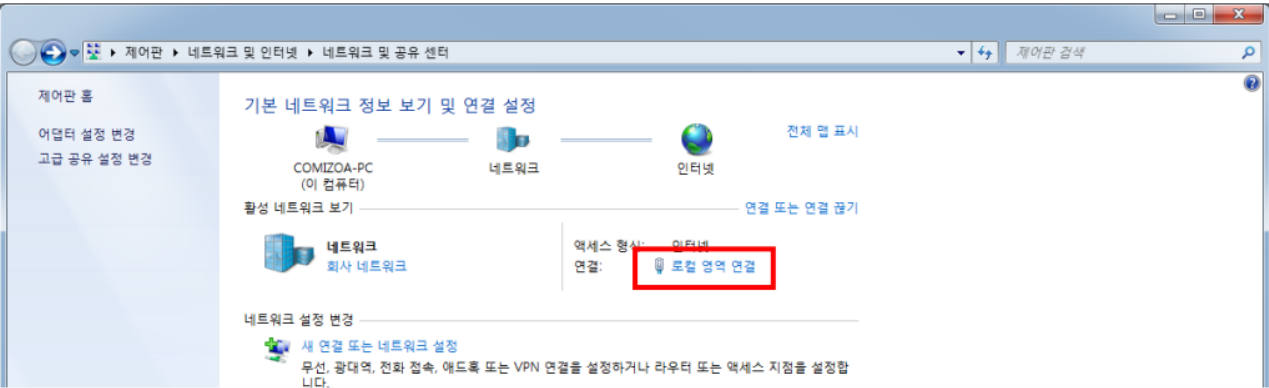 제어판 ▸ 네트워크 및 인터넷 ▸ 네트워크 및 공유 센터
제어판 검색
제어판 홈
어댑터 설정 변경
고급 공유 설정 변경
기본 네트워크 정보 보기 및 연결 설정
전체 맵 표시
COMIZOA-PC
(이 컴퓨터)
네트워크
인터넷
활성 네트워크 보기
연결 또는 연결 끊기
네트워크
회사 네트워크
액세스 형식: 인터넷
연결: 로컬 영역 연결
네트워크 설정 변경
새 연결 또는 네트워크 설정
무선, 광대역, 전화 접속, 애드혹 또는 VPN 연결을 설정하거나 라우터 또는 액세스 지점을 설정합
니다.